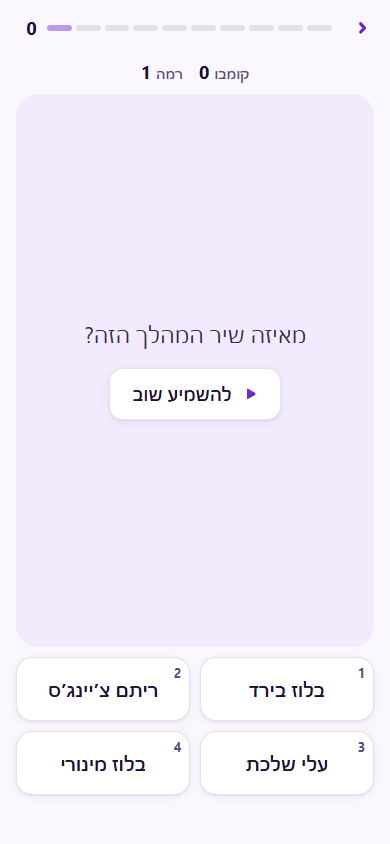 0
קומבו 0 רמה 1
מאיזה שיר המהלך הזה?
להשמיע שוב
1
בלוז בירד
2
ריתם צ׳יינג׳ס
3
עלי שלכת
4
בלוז מינורי